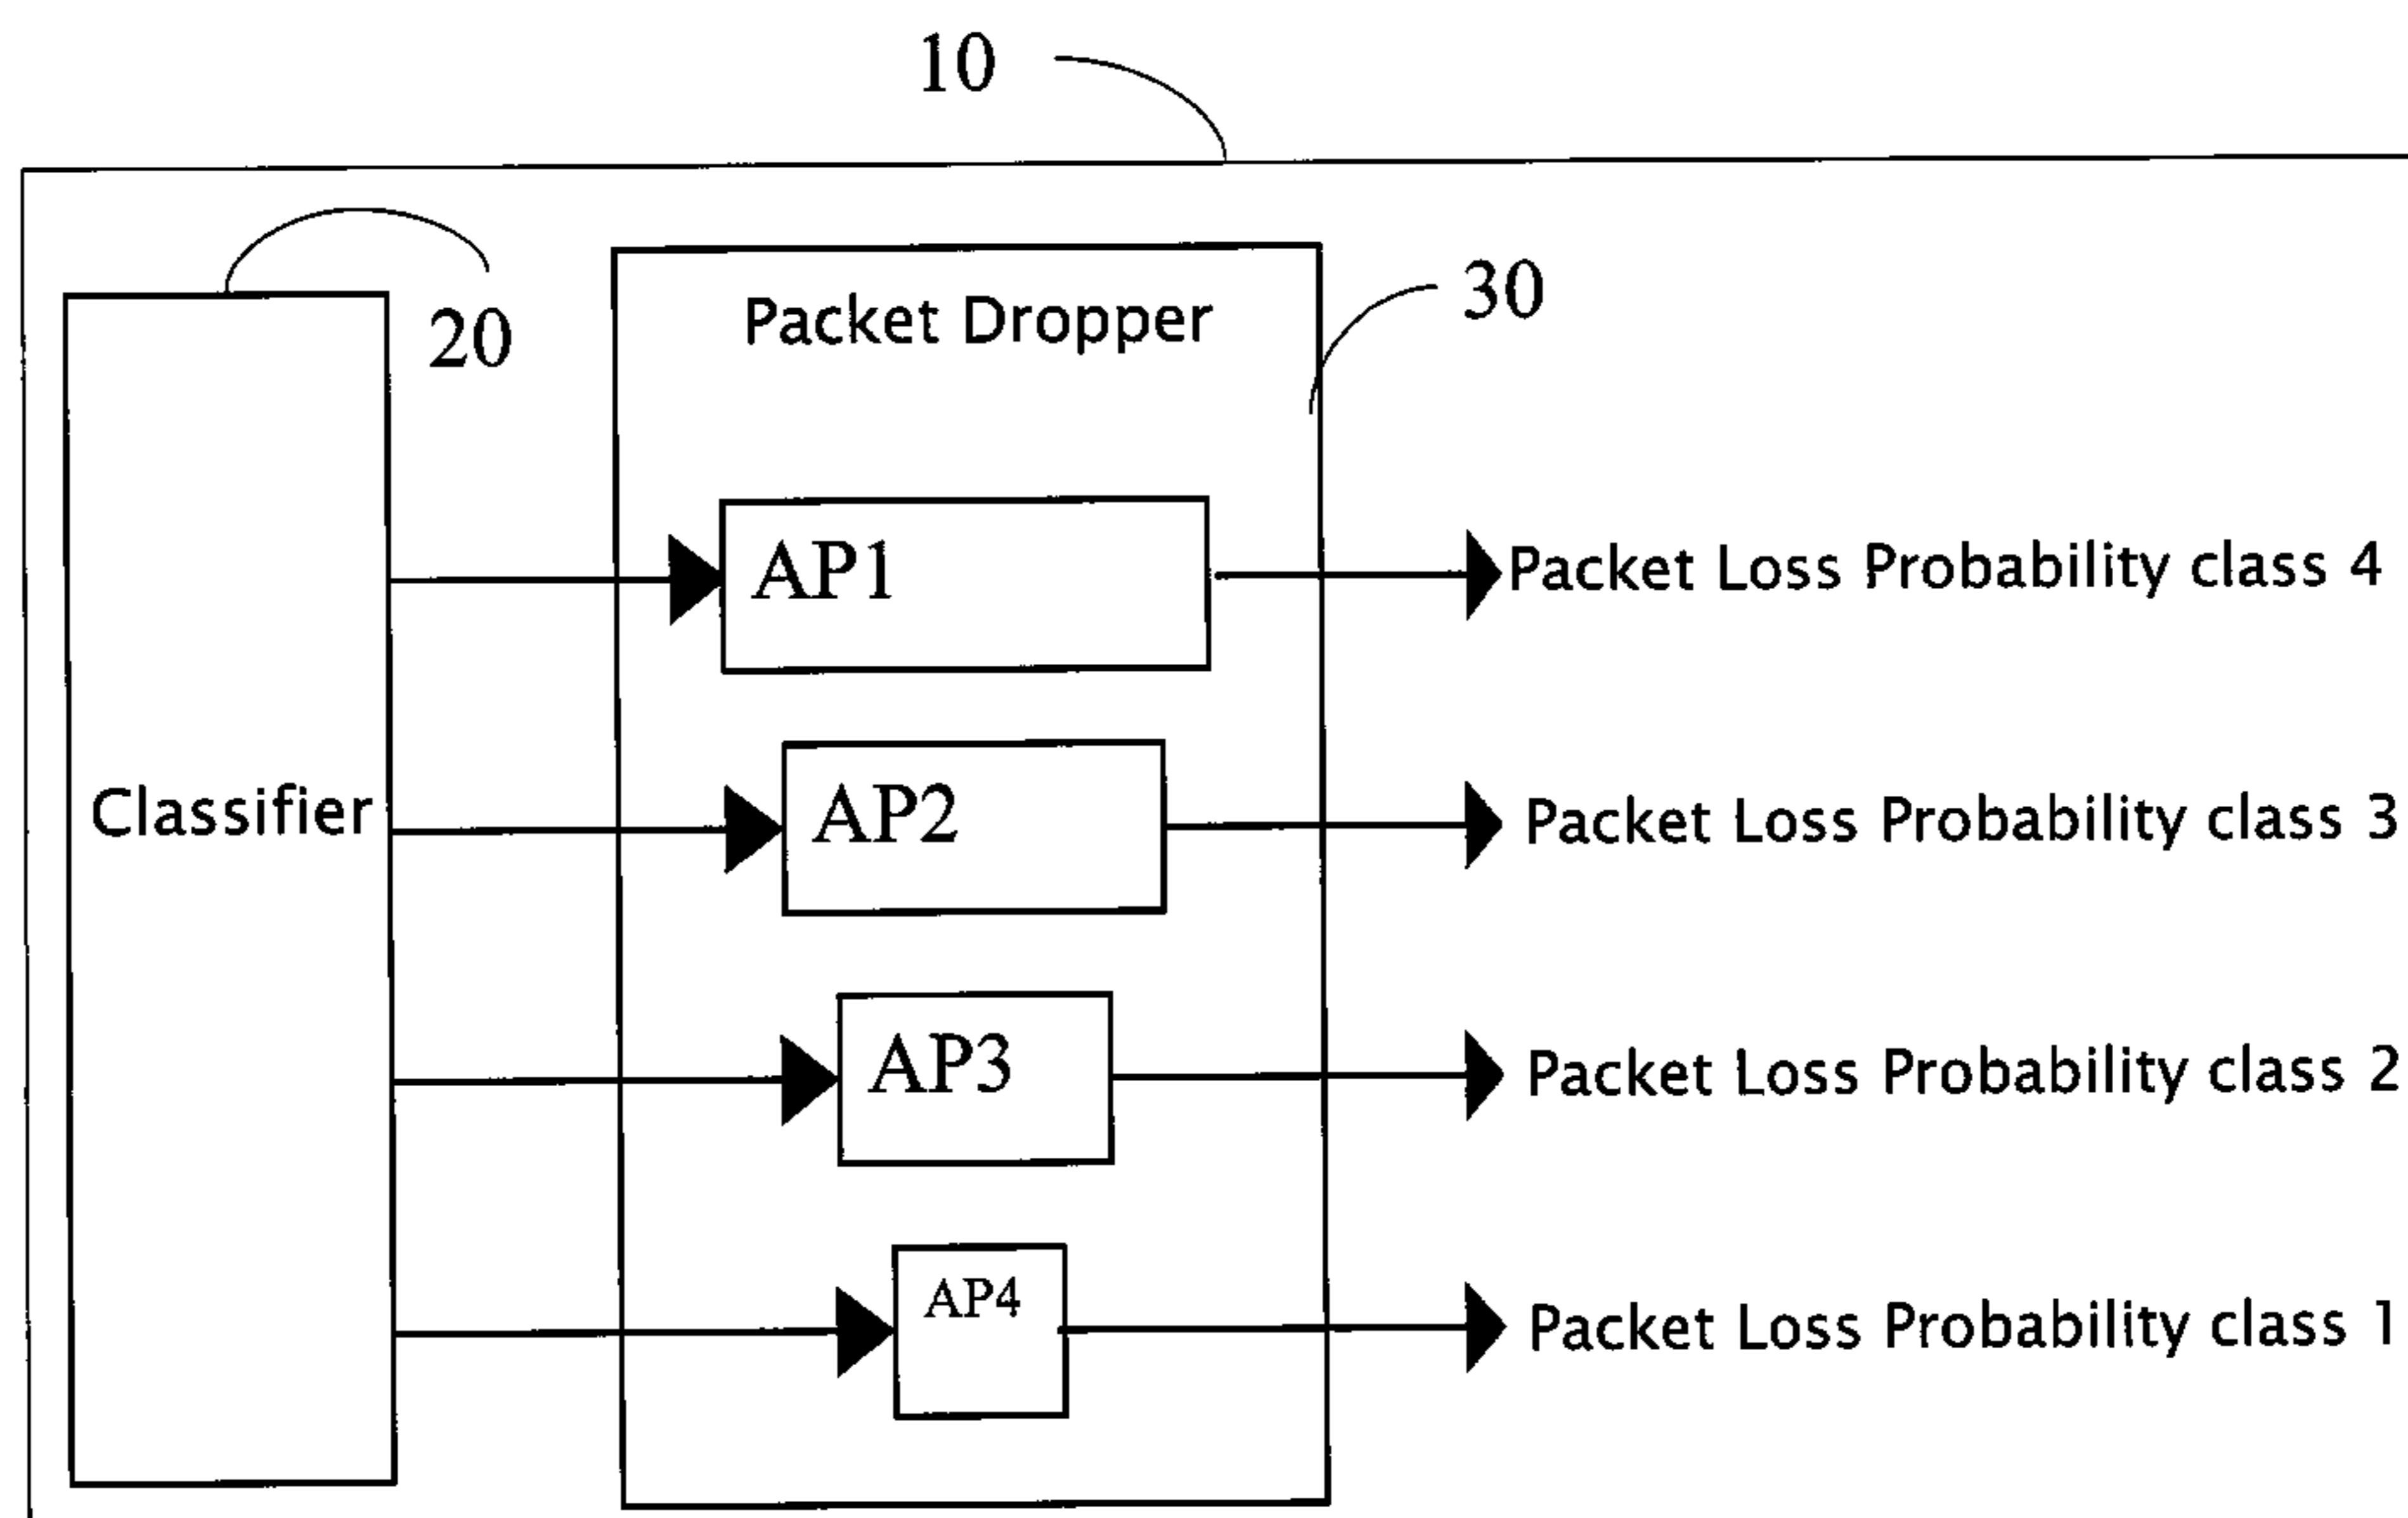 10
20
Packet Dropper
30
AP1
Packet Loss Probability class 4
Classifier
AP2
Packet Loss Probability class 3
AP3
Packet Loss Probability class 2
AP4
Packet Loss Probability class 1